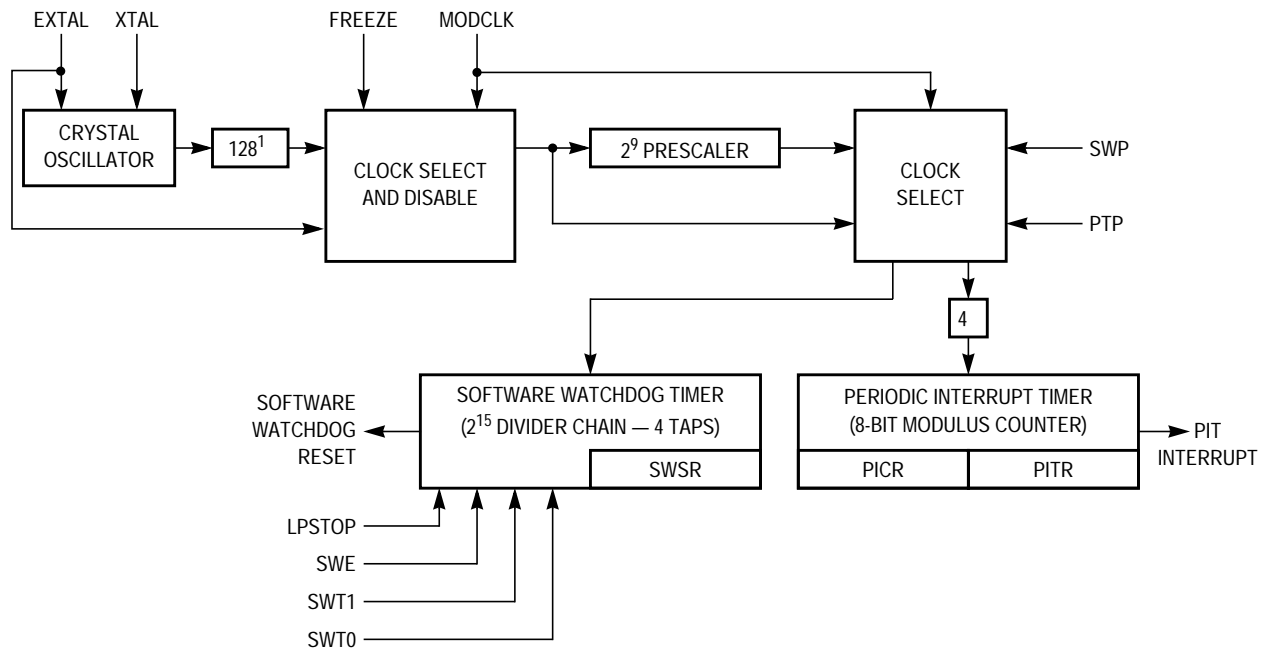 EXTAL
XTAL
FREEZE
MODCLK
CRYSTAL
OSCILLATOR
128¹
CLOCK SELECT
AND DISABLE
2⁹ PRESCALER
CLOCK
SELECT
SWP
PTP
4
SOFTWARE
WATCHDOG
RESET
SOFTWARE WATCHDOG TIMER
(2¹⁵ DIVIDER CHAIN — 4 TAPS)
SWSR
PERIODIC INTERRUPT TIMER
(8-BIT MODULUS COUNTER)
PICR
PITR
PIT
INTERRUPT
LPSTOP
SWE
SWT1
SWT0